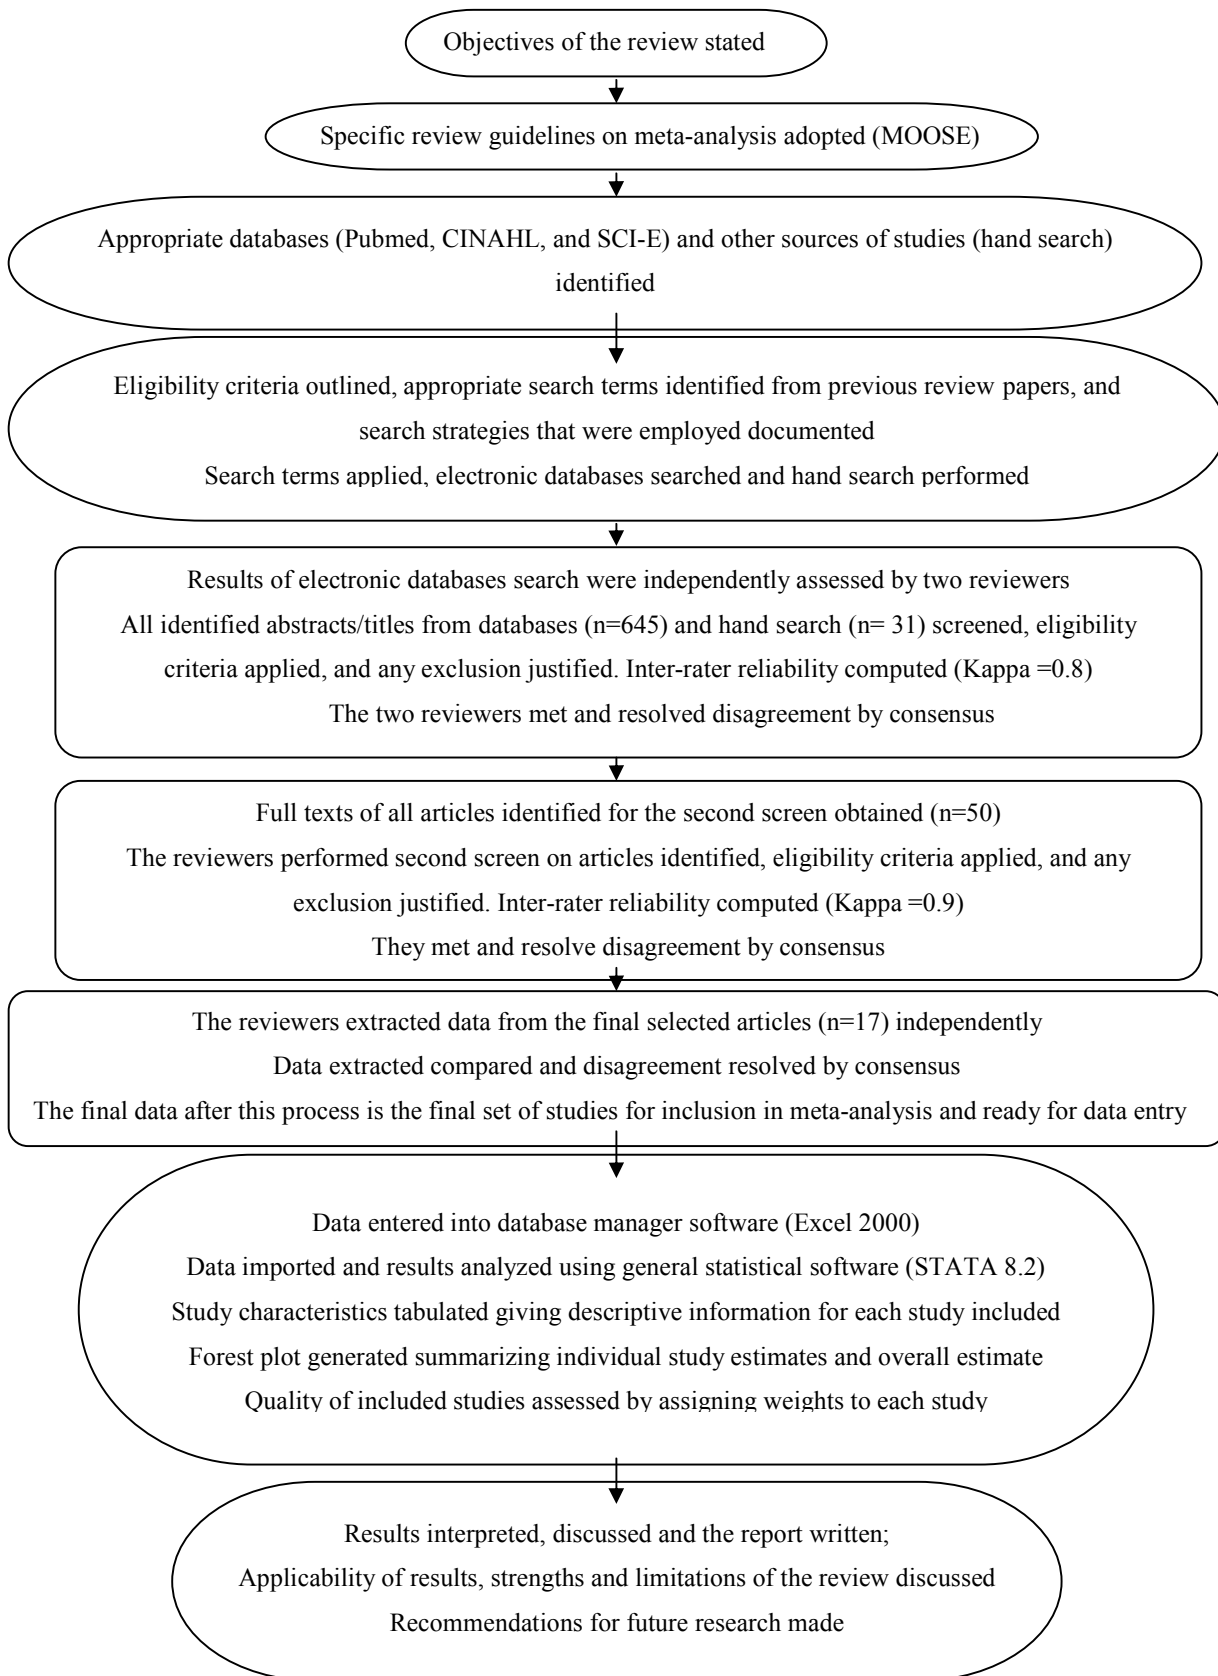 Objectives of the review stated
Specific review guidelines on meta-analysis adopted (MOOSE)
Appropriate databases (Pubmed, CINAHL, and SCI-E) and other sources of studies (hand search)
identified
Eligibility criteria outlined, appropriate search terms identified from previous review papers, and
search strategies that were employed documented
Search terms applied, electronic databases searched and hand search performed
Results of electronic databases search were independently assessed by two reviewers
All identified abstracts/titles from databases (n=645) and hand search (n= 31) screened, eligibility
criteria applied, and any exclusion justified. Inter-rater reliability computed (Kappa =0.8)
The two reviewers met and resolved disagreement by consensus
Full texts of all articles identified for the second screen obtained (n=50)
The reviewers performed second screen on articles identified, eligibility criteria applied, and any
exclusion justified. Inter-rater reliability computed (Kappa =0.9)
They met and resolve disagreement by consensus
The reviewers extracted data from the final selected articles (n=17) independently
Data extracted compared and disagreement resolved by consensus
The final data after this process is the final set of studies for inclusion in meta-analysis and ready for data entry
Data entered into database manager software (Excel 2000)
Data imported and results analyzed using general statistical software (STATA 8.2)
Study characteristics tabulated giving descriptive information for each study included
Forest plot generated summarizing individual study estimates and overall estimate
Quality of included studies assessed by assigning weights to each study
Results interpreted, discussed and the report written;
Applicability of results, strengths and limitations of the review discussed
Recommendations for future research made